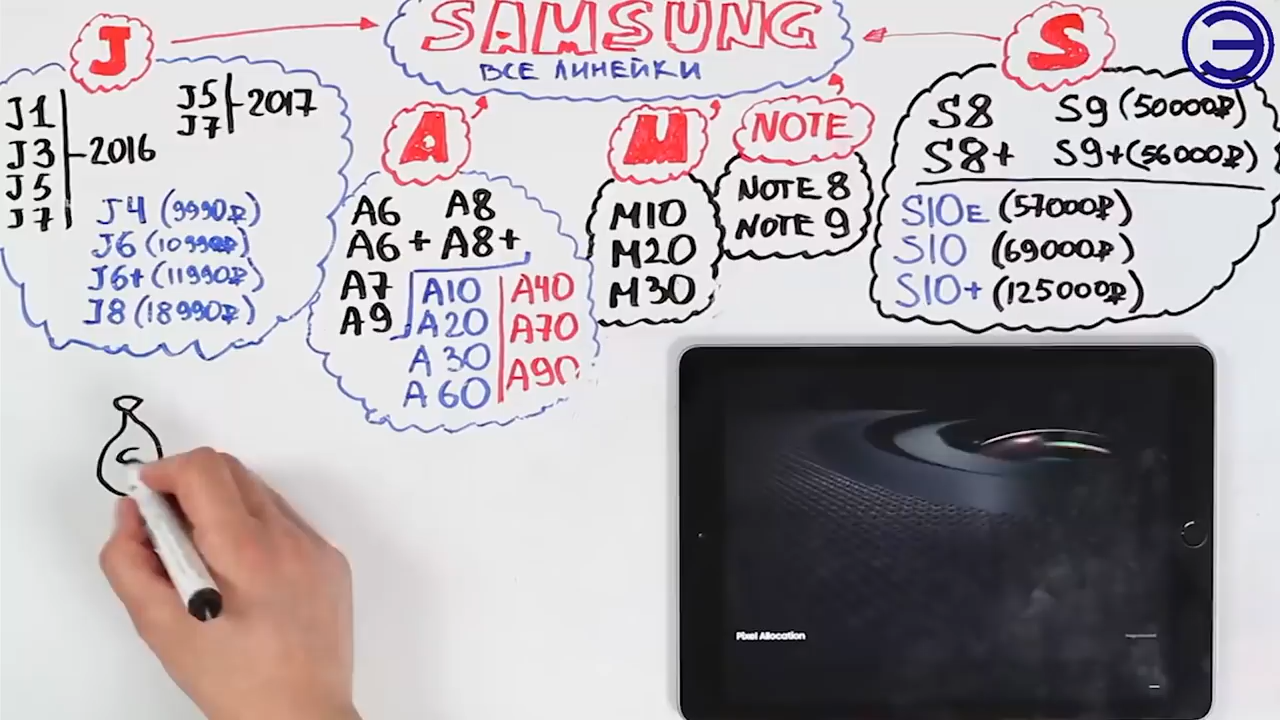 SAMSUNG
ВСЕ ЛИНЕЙКИ
J
J1
J3
J5
J7
2016
J5
J7
2017
J4 (9990₽)
J6 (10990₽)
J6+ (11990₽)
J8 (18990₽)
A
A6 A8
A6+ A8+
A7
A9
A10
A20
A30
A60
A40
A70
A90
M
M10
M20
M30
NOTE
NOTE 8
NOTE 9
S
S8 S9 (50000₽)
S8+ S9+ (56000₽)
S10E (57000₽)
S10 (69000₽)
S10+ (125000₽)
Э
Pixel Allocation